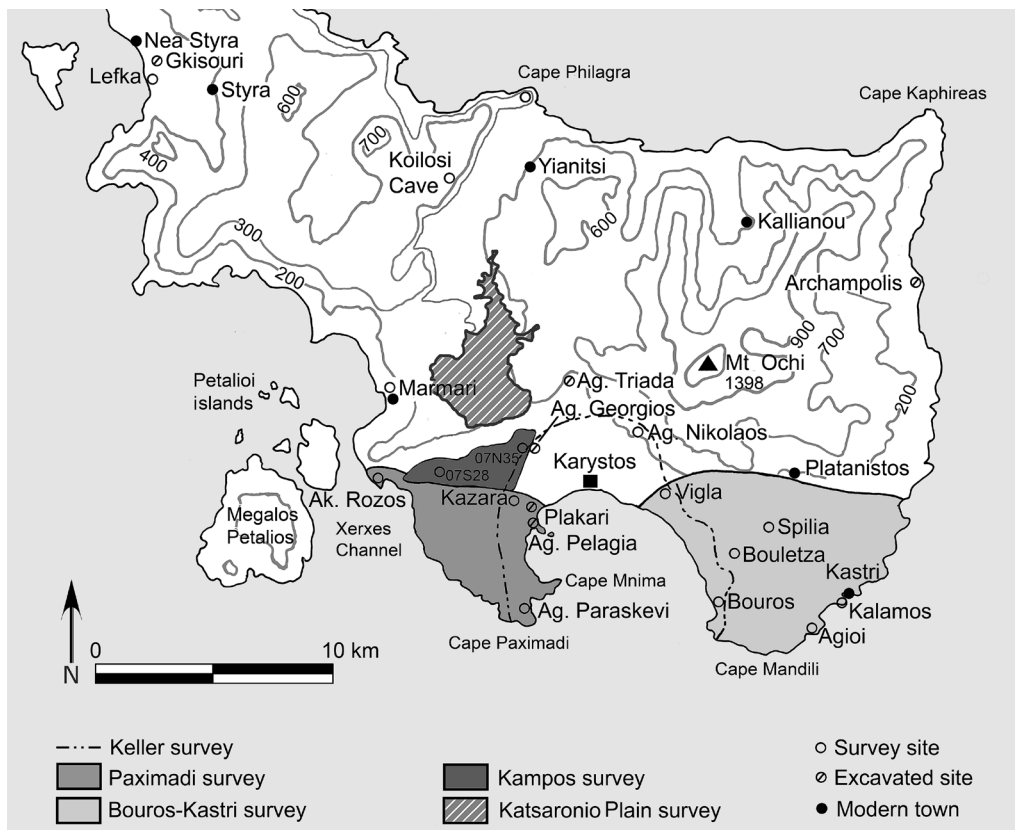 Nea Styra
Gkisouri
Lefka
Styra
Cape Philagra
Cape Kaphireas
600
700
400
Koilosi
Cave
Yianitsi
600
Kallianou
300
200
Archampolis
900
700
Mt Ochi
1398
200
Petalioi
islands
Marmari
Ag. Triada
Ag. Georgios
Ag. Nikolaos
07N35
07S28
Karystos
Platanistos
Ak. Rozos
Kazara
Vigla
Megalos
Petalios
Xerxes
Channel
Plakari
Ag. Pelagia
Spilia
Bouletza
Cape Mnima
Kastri
Bouros
Kalamos
Ag. Paraskevi
Agioi
Cape Paximadi
Cape Mandili
N
0 10 km
Keller survey
Paximadi survey
Bouros-Kastri survey
Kampos survey
Katsaronio Plain survey
Survey site
Excavated site
Modern town